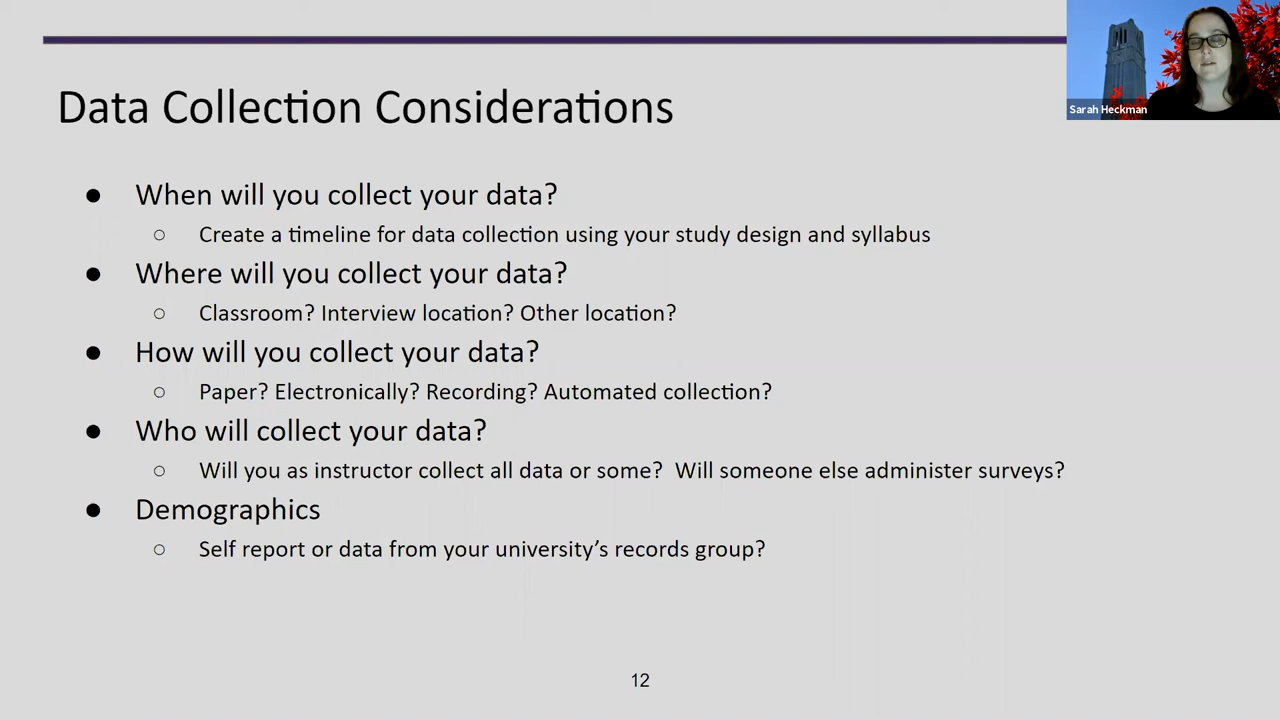 Sarah Heckman
Data Collection Considerations
● When will you collect your data?
○ Create a timeline for data collection using your study design and syllabus
● Where will you collect your data?
○ Classroom? Interview location? Other location?
● How will you collect your data?
○ Paper? Electronically? Recording? Automated collection?
● Who will collect your data?
○ Will you as instructor collect all data or some?  Will someone else administer surveys?
● Demographics
○ Self report or data from your university’s records group?
12